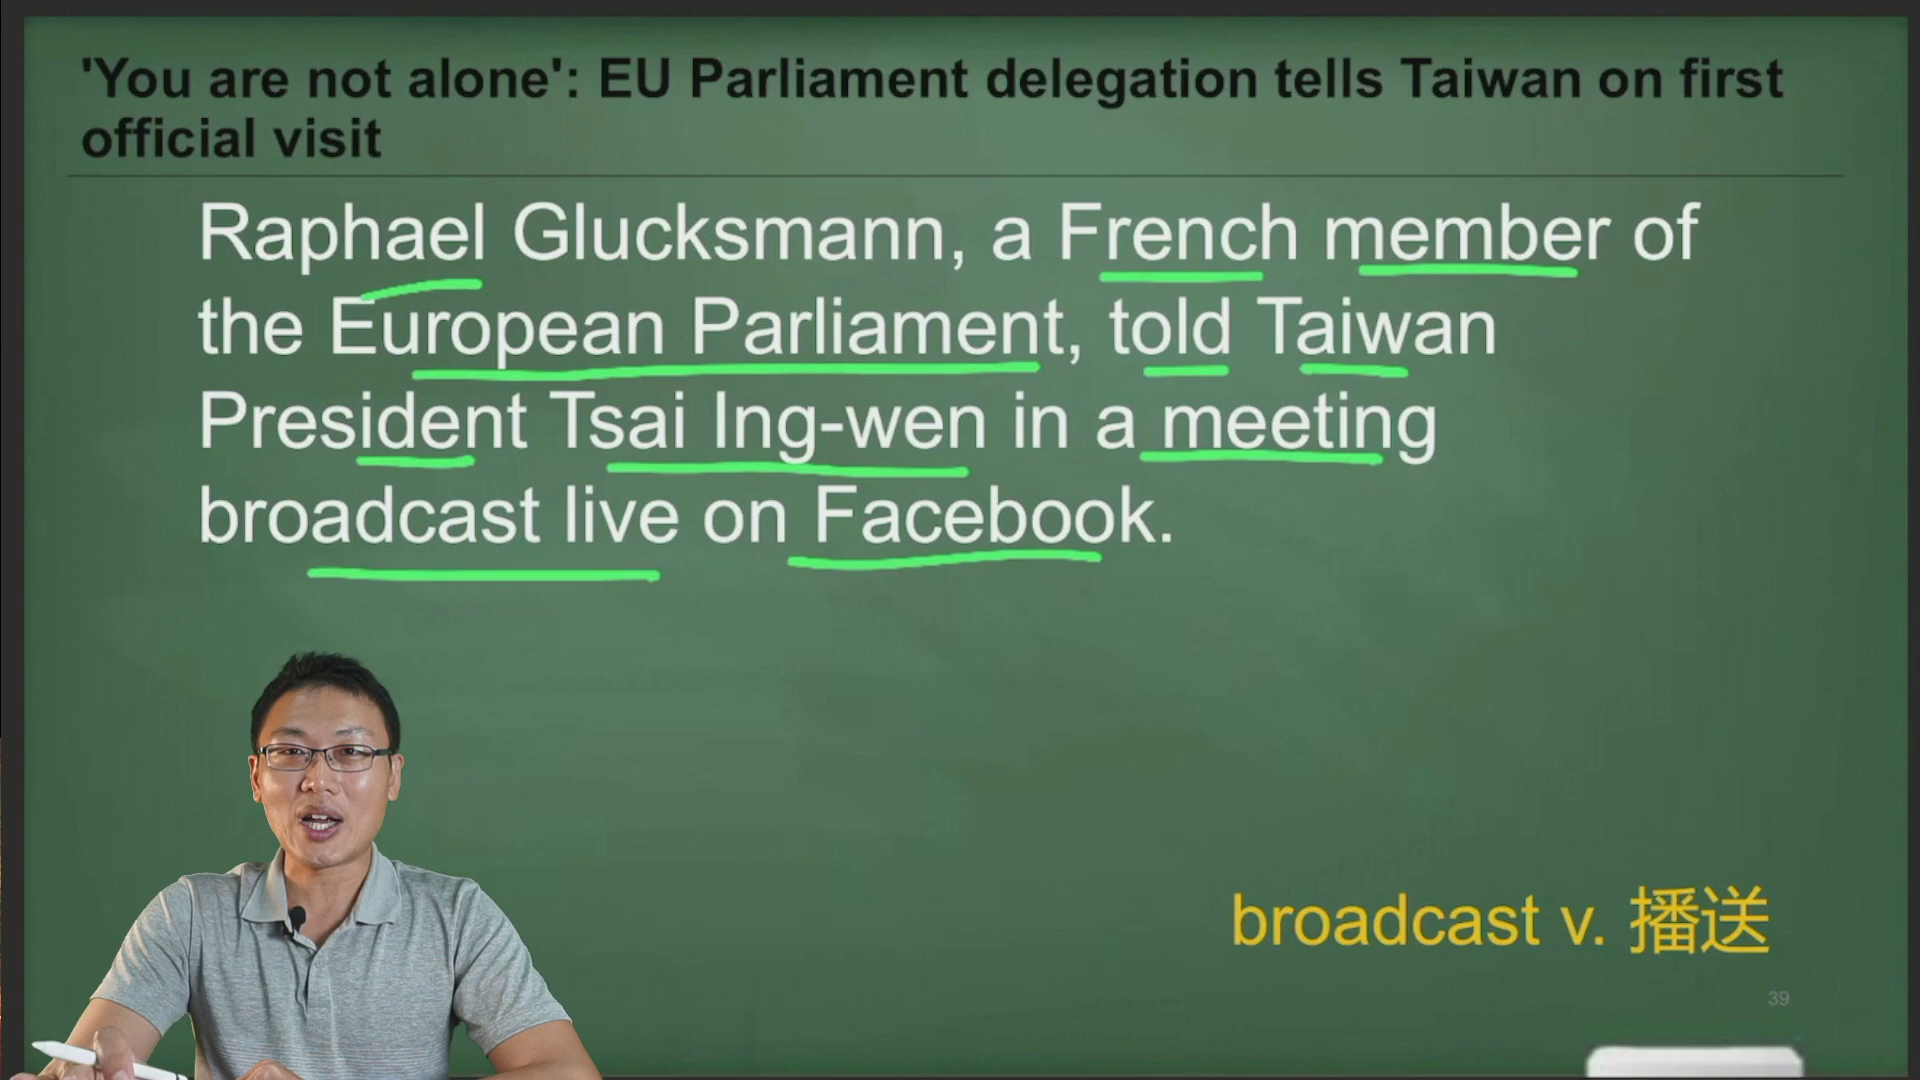 'You are not alone': EU Parliament delegation tells Taiwan on first
official visit
Raphael Glucksmann, a French member of
the European Parliament, told Taiwan
President Tsai Ing-wen in a meeting
broadcast live on Facebook.
broadcast v. 播送
39